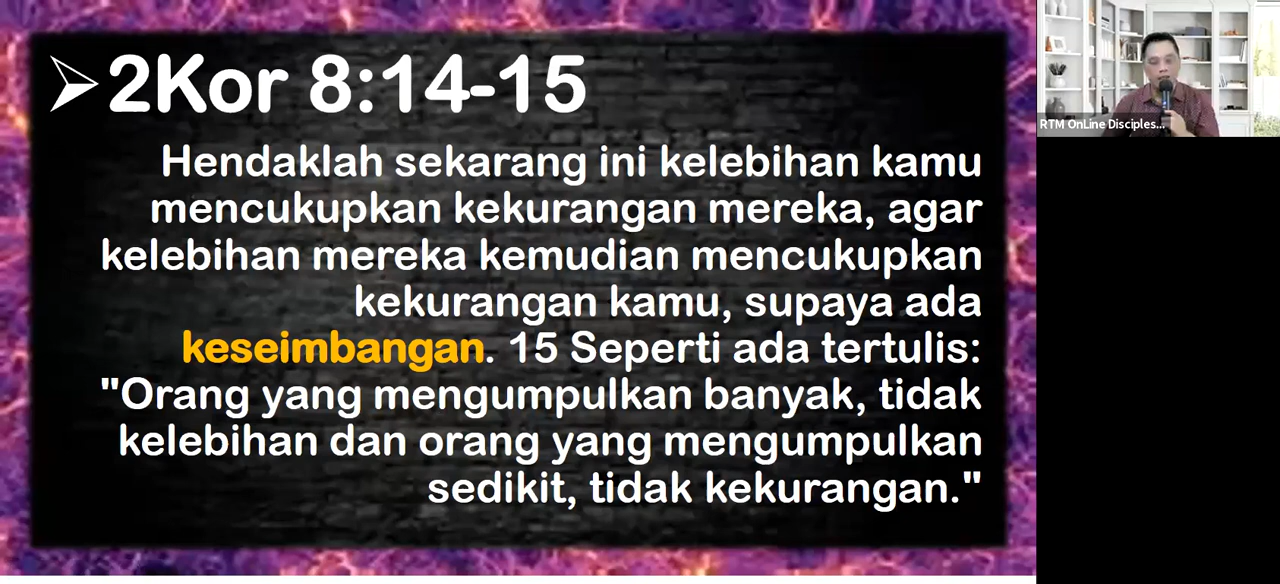 2Kor 8:14-15
Hendaklah sekarang ini kelebihan kamu
mencukupkan kekurangan mereka, agar
kelebihan mereka kemudian mencukupkan
kekurangan kamu, supaya ada
keseimbangan. 15 Seperti ada tertulis:
"Orang yang mengumpulkan banyak, tidak
kelebihan dan orang yang mengumpulkan
sedikit, tidak kekurangan."
RTM OnLine Disciples...